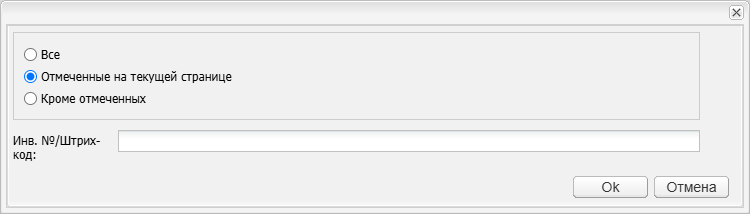 Все
Отмеченные на текущей странице
Кроме отмеченных
Инв. №/Штрих-
код:
Ok
Отмена